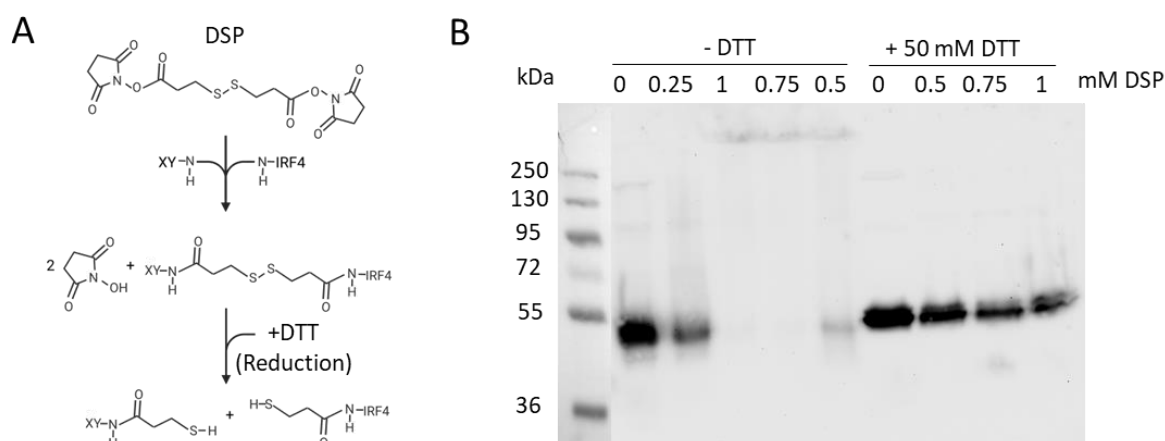 A
DSP
O
O
N
O
O
S
S
O
O
O
N
O
O
XY
N
H
N
H
IRF4
2
O
N
OH
O
+
XY
N
H
O
S
S
O
N
H
IRF4
+DTT
(Reduction)
XY
N
H
O
S-H
+
H-S
O
N
H
IRF4
B
- DTT
+ 50 mM DTT
kDa
0 0.25 1 0.75 0.5 0 0.5 0.75 1 mM DSP
250
130
95
72
55
36